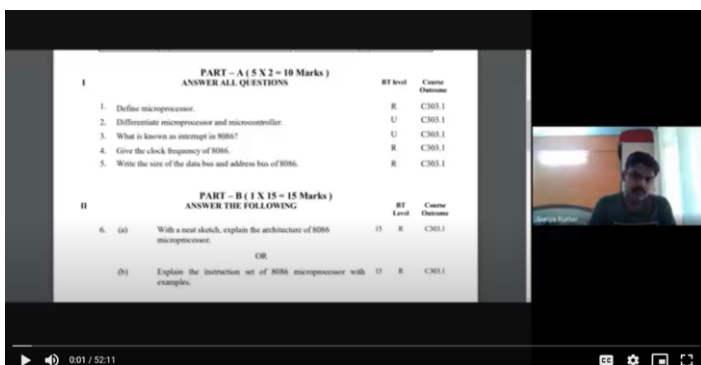 PART – A ( 5 X 2 = 10 Marks )
I ANSWER ALL QUESTIONS BT level Course Outcome
1. Define microprocessor. R C303.1
2. Differentiate microprocessor and microcontroller. U C303.1
3. What is known as interrupt in 8086? U C303.1
4. Give the clock frequency of 8086. R C303.1
5. Write the size of the data bus and address bus of 8086. R C303.1
PART – B ( 1 X 15 = 15 Marks )
II ANSWER THE FOLLOWING BT Level Course Outcome
6. (a) With a neat sketch, explain the architecture of 8086 15 R C303.1
microprocessor.
OR
(b) Explain the instruction set of 8086 microprocessor with 15 R C303.1
examples.
Kumar
0:01 / 52:11
CC